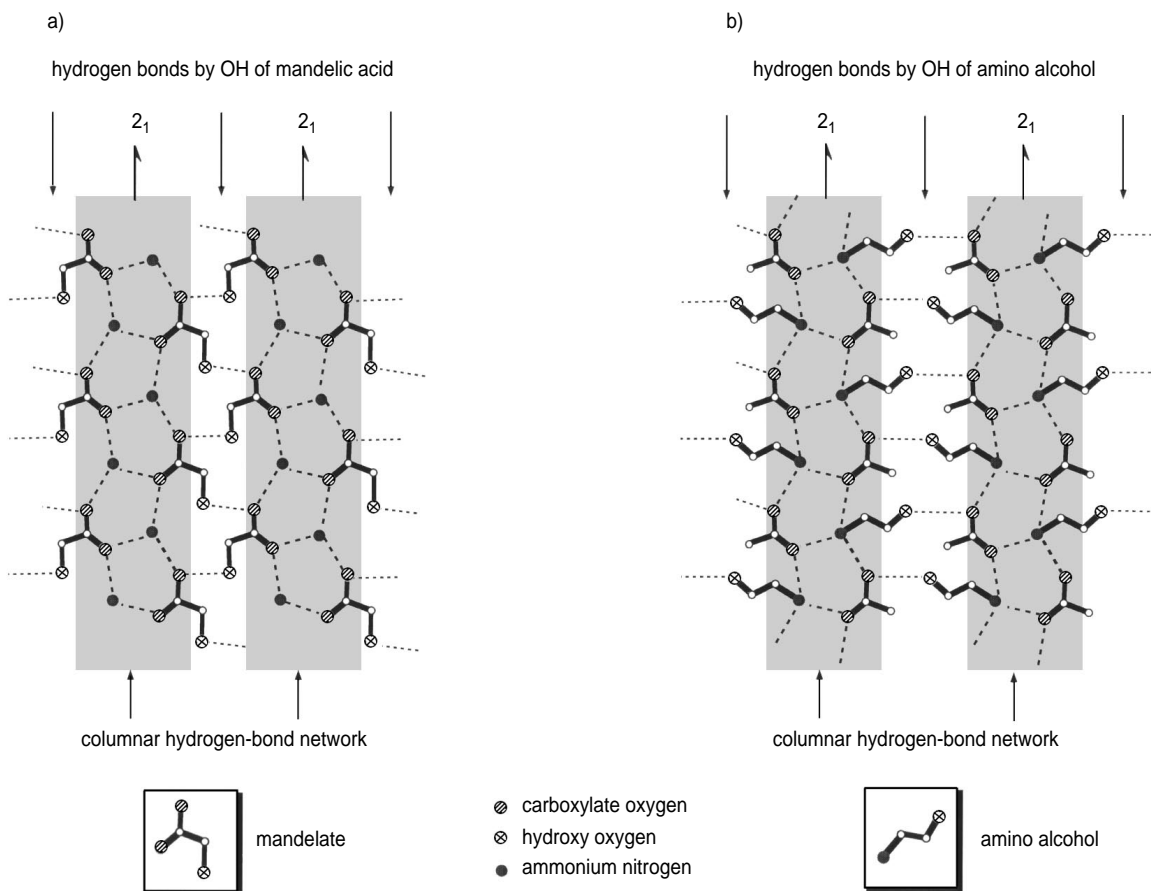 a)
hydrogen bonds by OH of mandelic acid
2₁
2₁
columnar hydrogen-bond network
mandelate
b)
hydrogen bonds by OH of amino alcohol
2₁
2₁
columnar hydrogen-bond network
carboxylate oxygen
hydroxy oxygen
ammonium nitrogen
amino alcohol